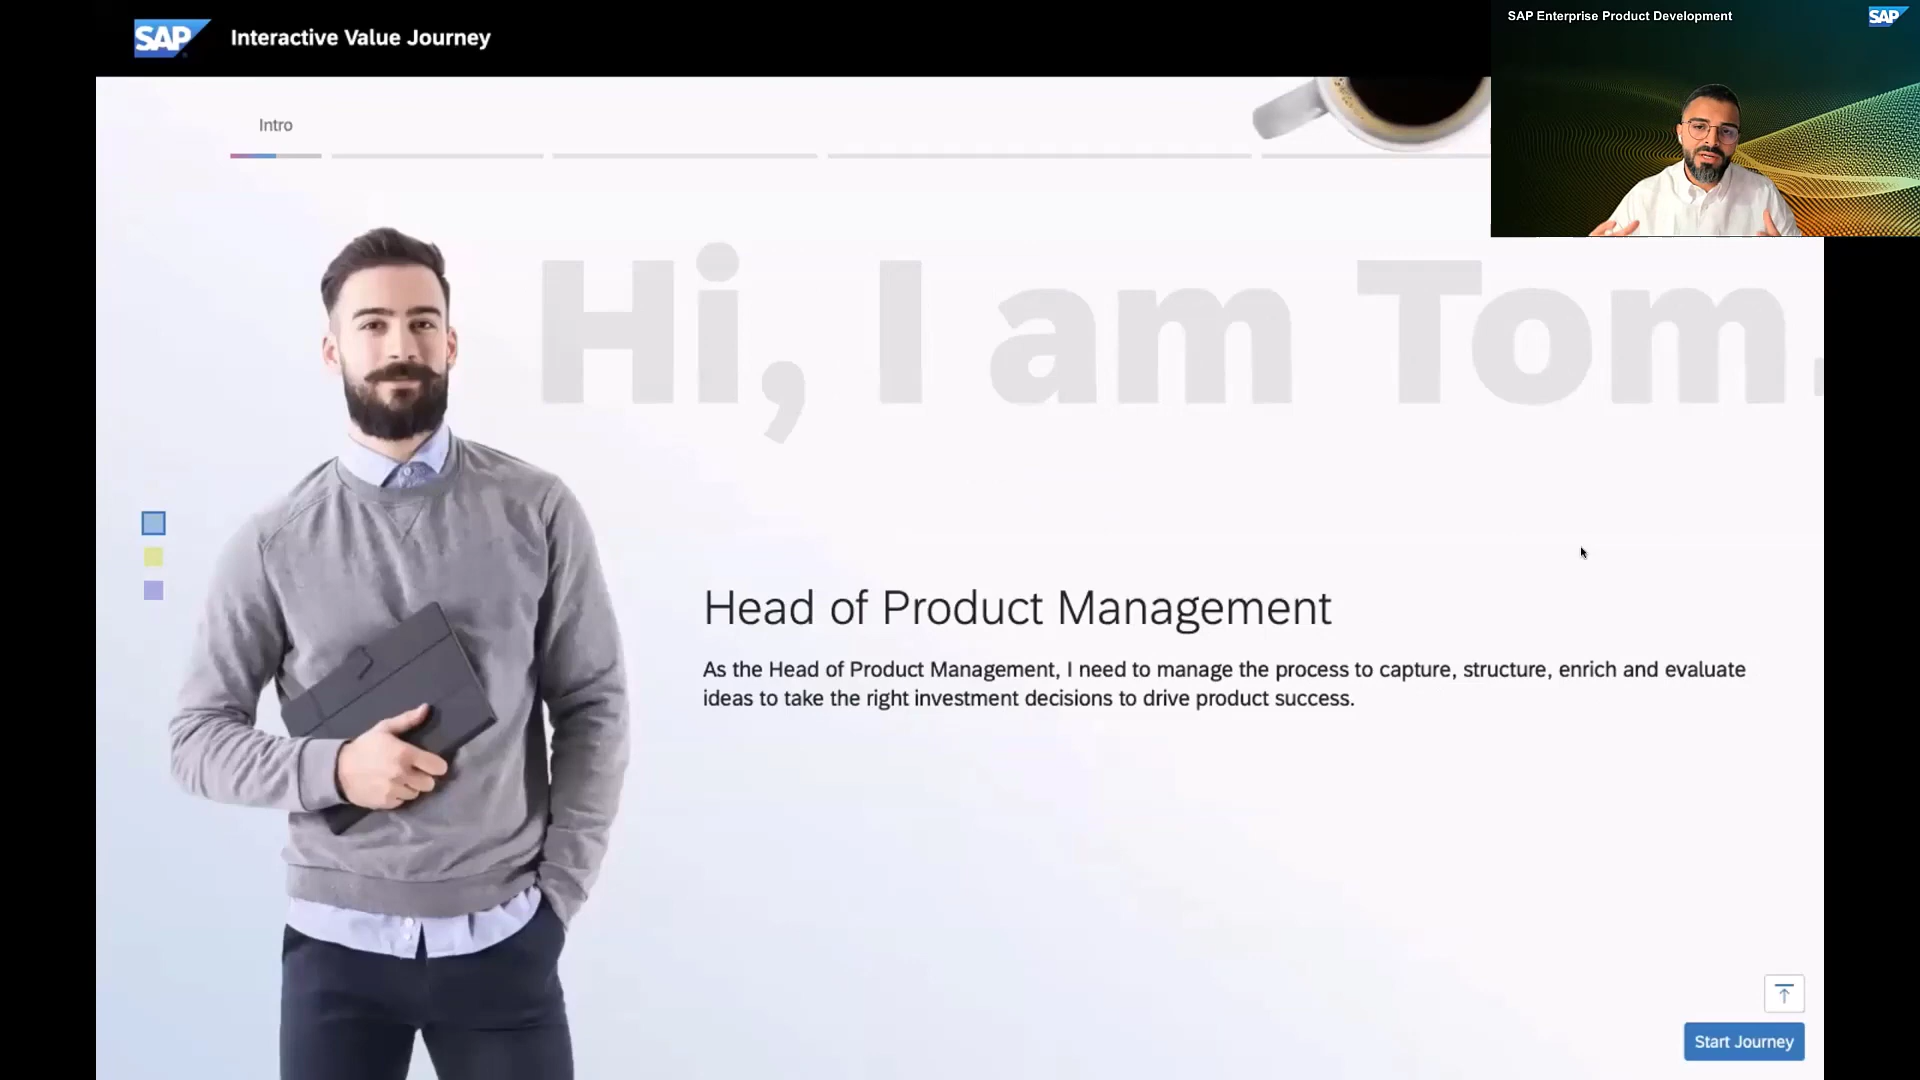 SAP Interactive Value Journey
SAP Enterprise Product Development
SAP
Intro
Hi, I am Tom.
Head of Product Management
As the Head of Product Management, I need to manage the process to capture, structure, enrich and evaluate
ideas to take the right investment decisions to drive product success.
Start Journey